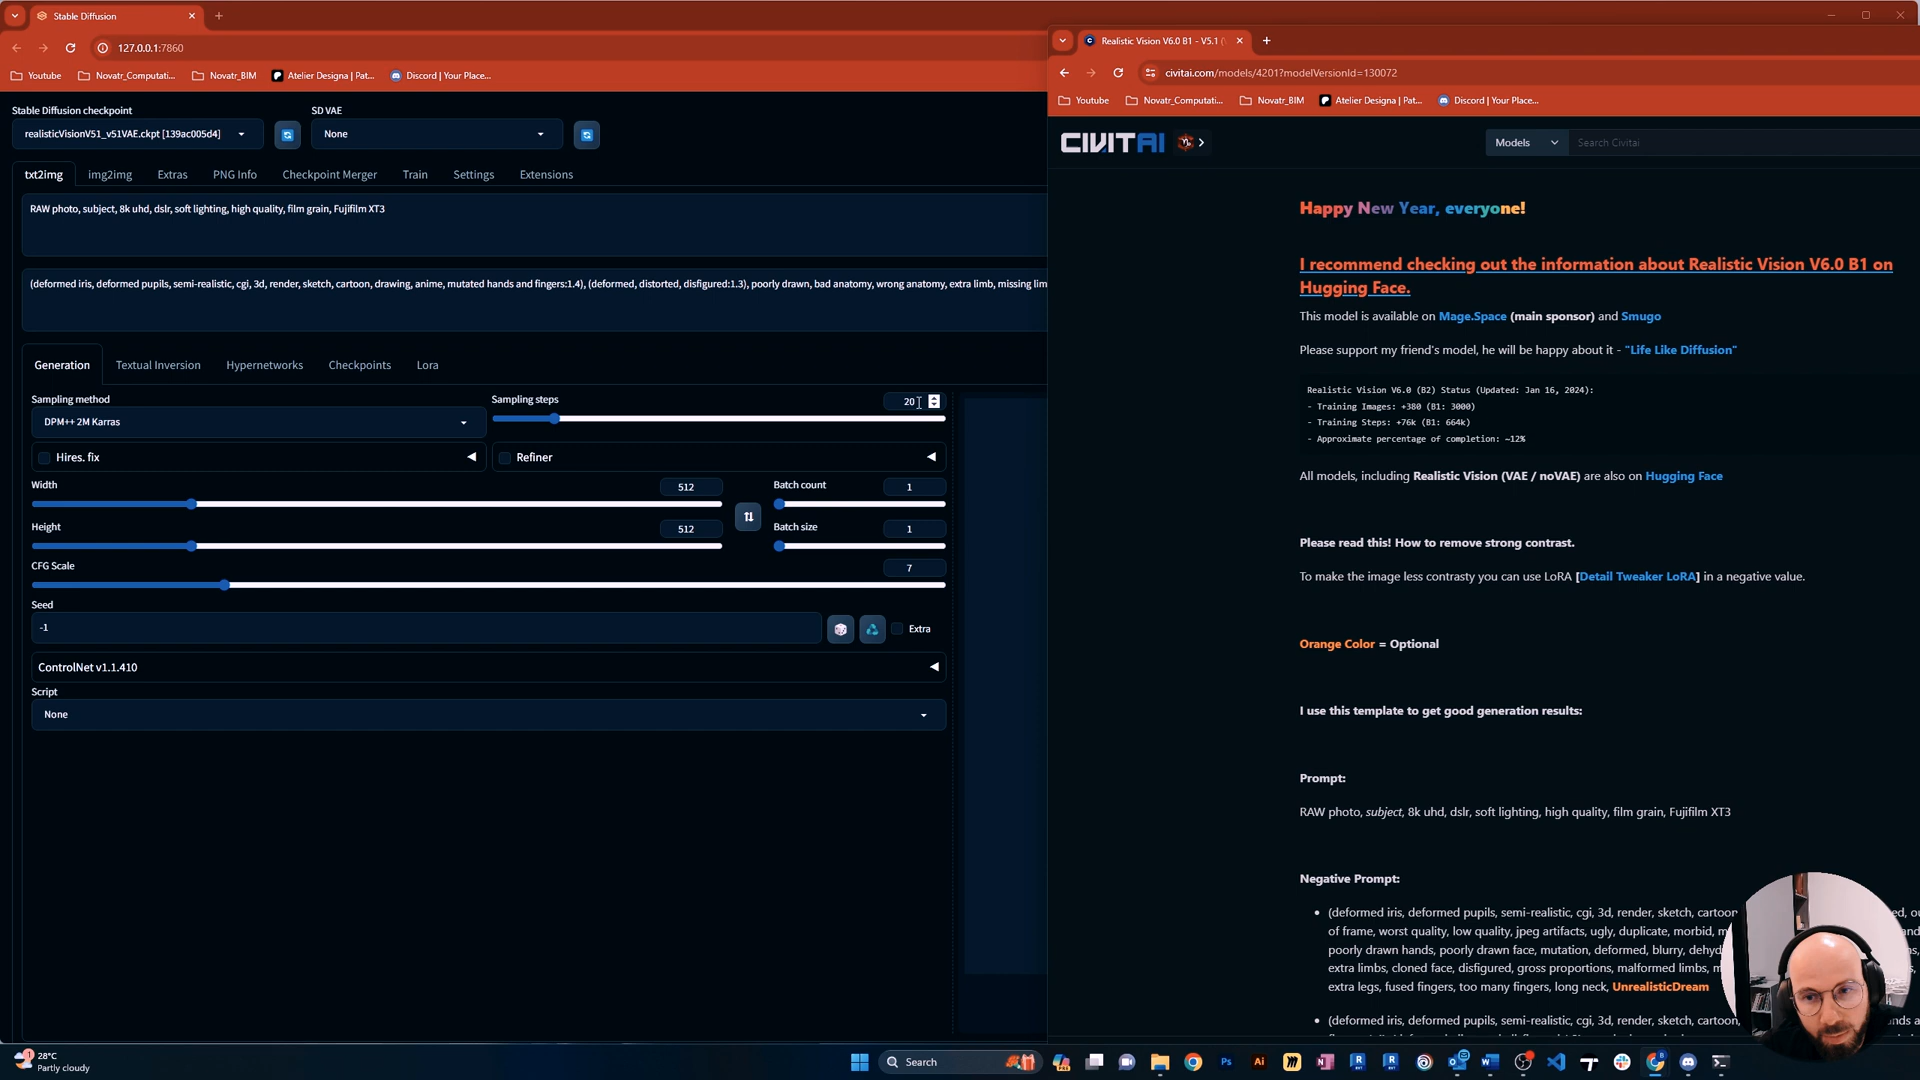 Stable Diffusion
127.0.0.1:7860
Youtube
Novatr_Computati...
Novatr_BIM
Atelier Designa | Pat...
Discord | Your Place...
Stable Diffusion checkpoint
SD VAE
realisticVisionV51_v51VAE.ckpt [139ac005d4]
None
txt2img
img2img
Extras
PNG Info
Checkpoint Merger
Train
Settings
Extensions
RAW photo, subject, 8k uhd, dslr, soft lighting, high quality, film grain, Fujifilm XT3
(deformed iris, deformed pupils, semi-realistic, cgi, 3d, render, sketch, cartoon, drawing, anime, mutated hands and fingers:1.4), (deformed, distorted, disfigured:1.3), poorly drawn, bad anatomy, wrong anatomy, extra limb, missing lim
Generation
Textual Inversion
Hypernetworks
Checkpoints
Lora
Sampling method
Sampling steps
20
DPM++ 2M Karras
Hires. fix
Refiner
Width
512
Batch count
1
Height
512
Batch size
1
CFG Scale
7
Seed
-1
Extra
ControlNet v1.1.410
Script
None
Realistic Vision V6.0 B1 - V5.1 (
civitai.com/models/4201?modelVersionId=130072
Youtube
Novatr_Computati...
Novatr_BIM
Atelier Designa | Pat...
Discord | Your Place...
CIVITAI
Models
Search Civitai
Happy New Year, everyone!
I recommend checking out the information about Realistic Vision V6.0 B1 on
Hugging Face.
This model is available on Mage.Space (main sponsor) and Smugo
Please support my friend's model, he will be happy about it - "Life Like Diffusion"
Realistic Vision V6.0 (B2) Status (Updated: Jan 16, 2024):
- Training Images: +380 (B1: 3000)
- Training Steps: +76k (B1: 664k)
- Approximate percentage of completion: ~12%
All models, including Realistic Vision (VAE / noVAE) are also on Hugging Face
Please read this! How to remove strong contrast.
To make the image less contrasty you can use LoRA [Detail Tweaker LoRA] in a negative value.
Orange Color = Optional
I use this template to get good generation results:
Prompt:
RAW photo, subject, 8k uhd, dslr, soft lighting, high quality, film grain, Fujifilm XT3
Negative Prompt:
(deformed iris, deformed pupils, semi-realistic, cgi, 3d, render, sketch, cartoon
of frame, worst quality, low quality, jpeg artifacts, ugly, duplicate, morbid, m
poorly drawn hands, poorly drawn face, mutation, deformed, blurry, dehyd
extra limbs, cloned face, disfigured, gross proportions, malformed limbs, m
extra legs, fused fingers, too many fingers, long neck, UnrealisticDream
(deformed iris, deformed pupils, semi-realistic, cgi, 3d, render, sketch, cartoon,
28°C
Partly cloudy
Search